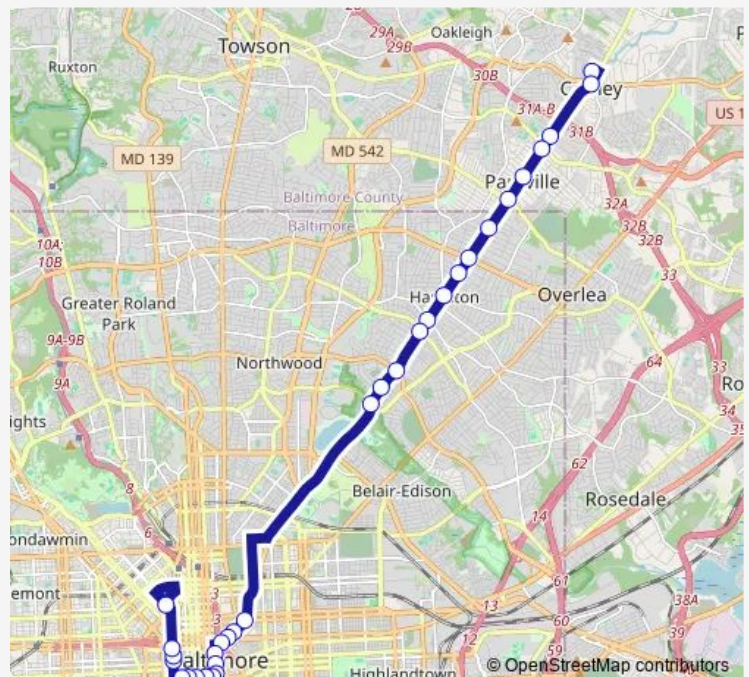 29A
29B
Oakleigh
Towson
Ruxton
30B
31A-B
US 1
31B
MD 139
MD 542
Baltimore County
Baltimore
32A
32B
32B
33
10A;
10B
Greater Roland
Park
Overlea
9A-9B
9A
Northwood
64
33
34
35
62
Belair-Edison
8
6
14
Rosedale
61
3
3
13
12
60
59
38A
39
Highlandtown
© OpenStreetMap contributors